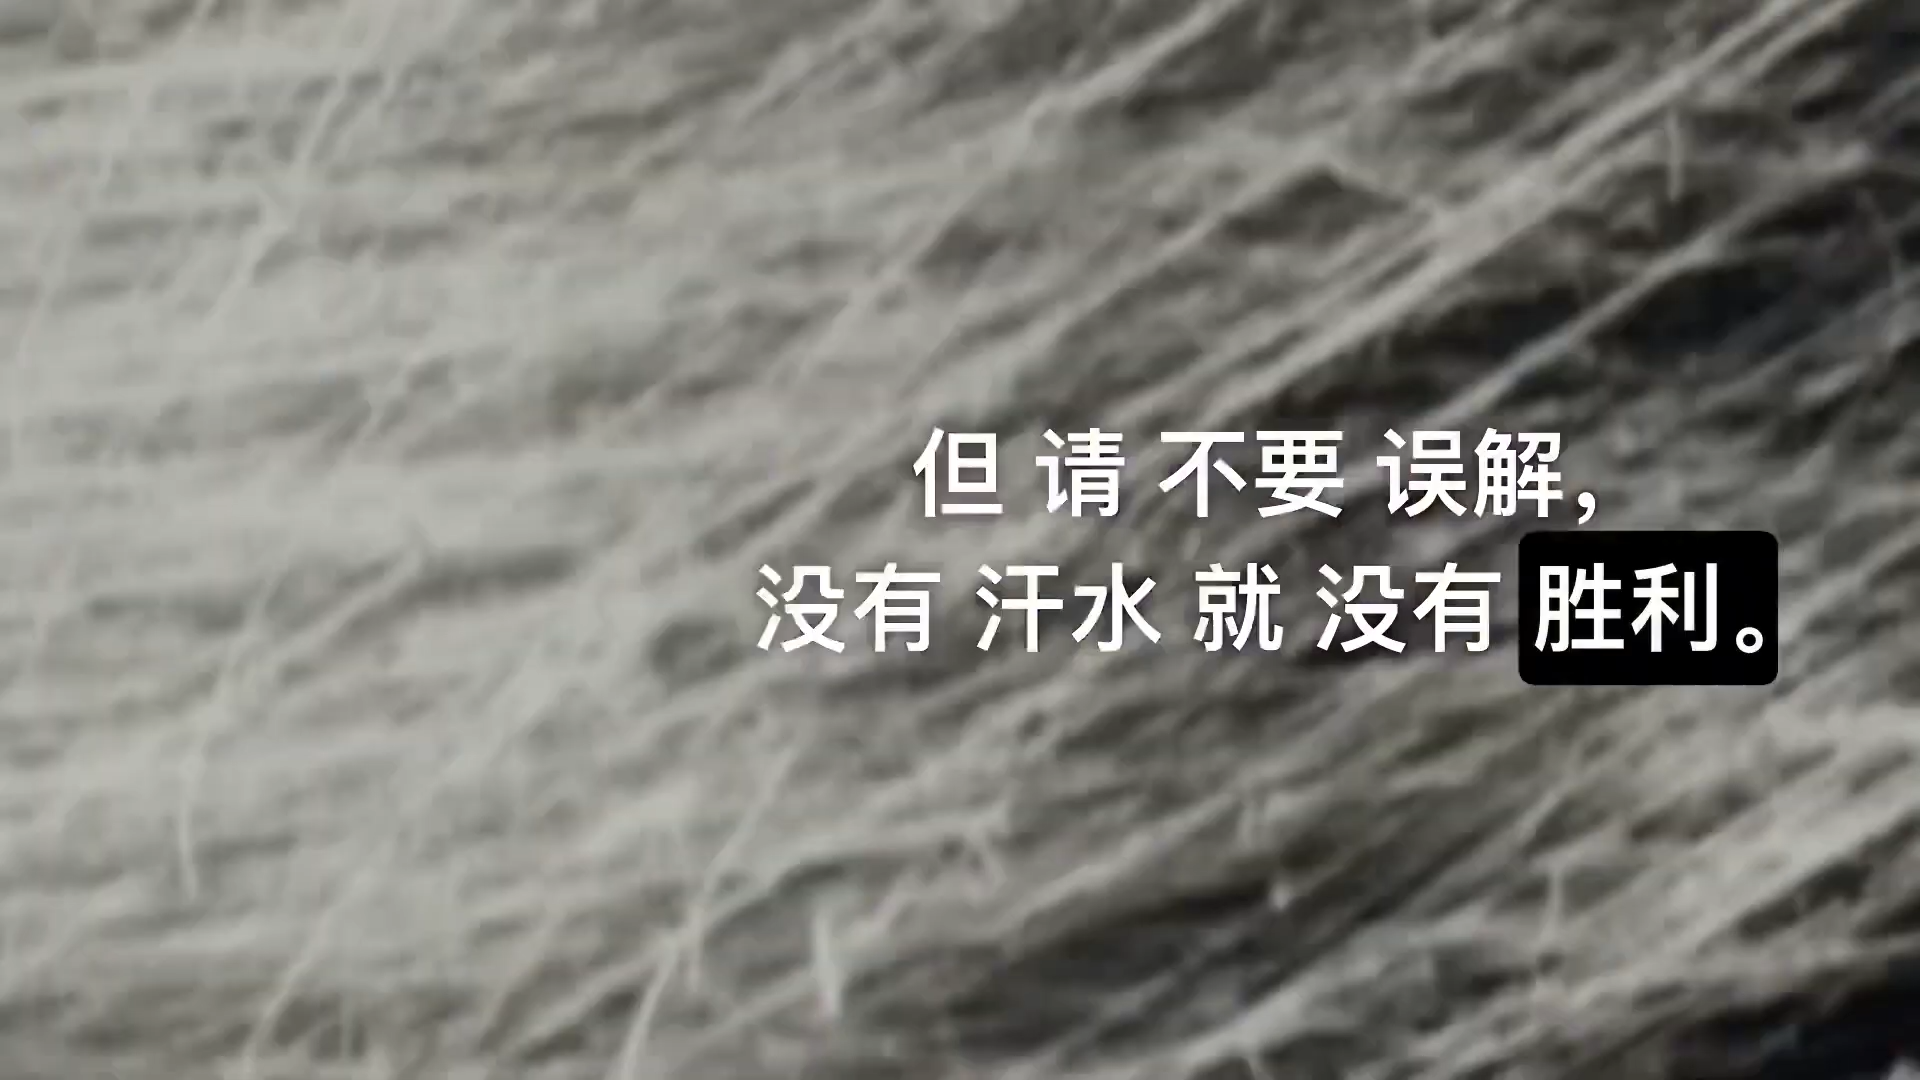 但 请 不要 误解,
没有 汗水 就 没有 胜利。